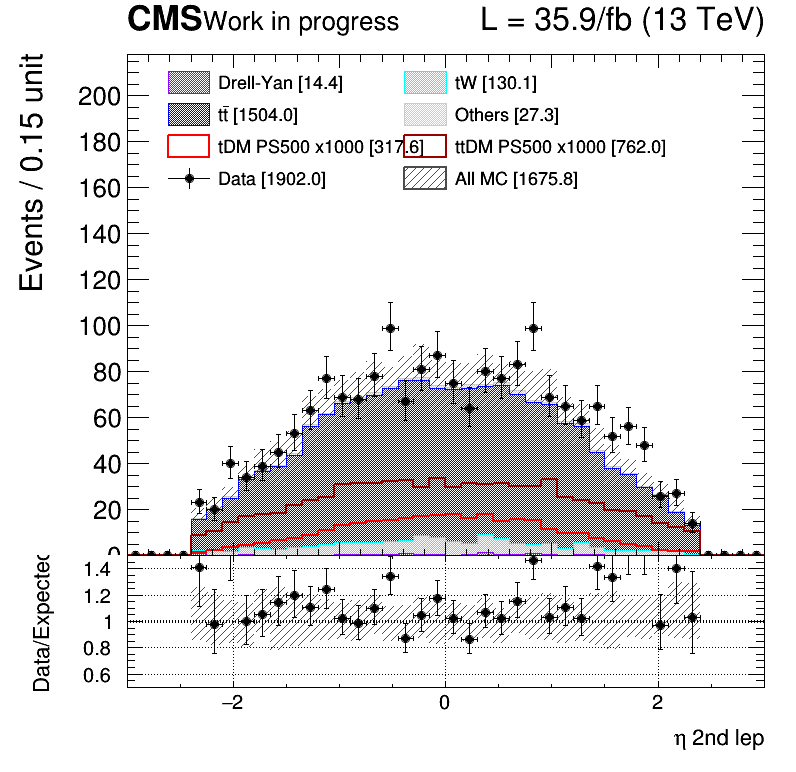 CMS Work in progress L = 35.9/fb (13 TeV)
Drell-Yan [14.4] tW [130.1]
tt̄ [1504.0] Others [27.3]
tDM PS500 x1000 [317.6] ttDM PS500 x1000 [762.0]
Data [1902.0] All MC [1675.8]
Events / 0.15 unit
200
180
160
140
120
100
80
60
40
20
0
Data/Expected
1.4
1.2
1
0.8
0.6
−2 0 2
η 2nd lep